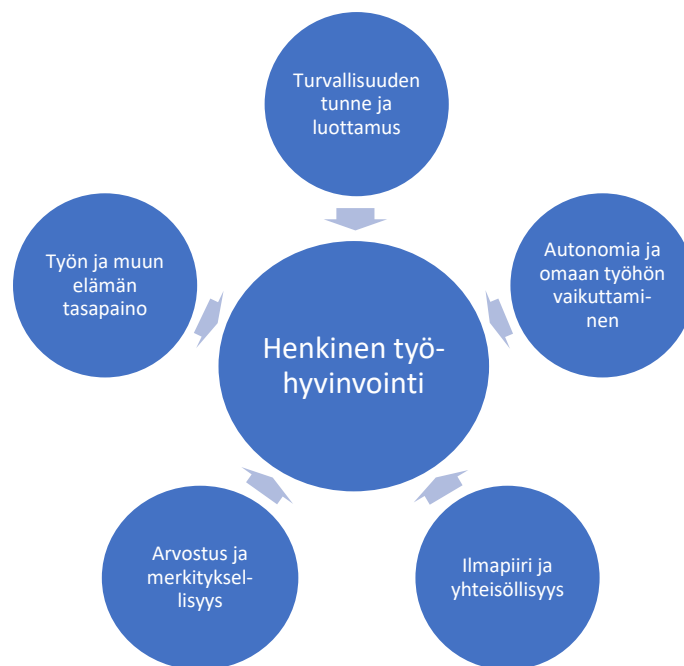 Turvallisuuden
tunne ja
luottamus
Työn ja muun
elämän
tasapaino
Autonomia ja
omaan työhön
vaikuttami-
nen
Henkinen työ-
hyvinvointi
Arvostus ja
merkityksel-
lisyys
Ilmapiiri ja
yhteisöllisyys